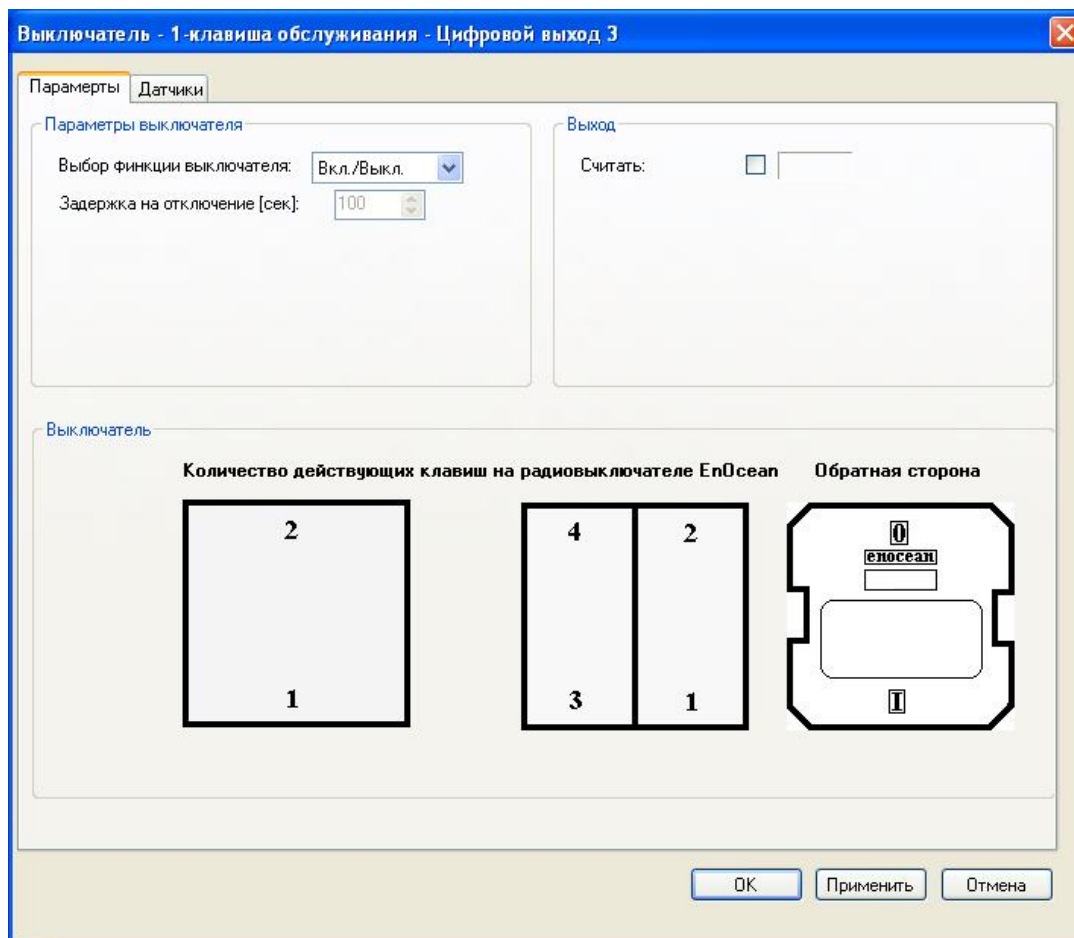 Выключатель - 1-клавиша обслуживания - Цифровой выход 3
Парамерты
Датчики
Параметры выключателя
Выбор финкции выключателя:
Вкл./Выкл.
Задержка на отключение [сек]:
100
Выход
Считать:
Выключатель
Количество действующих клавиш на радиовыключателе EnOcean
Обратная сторона
2
1
4
2
3
1
0
enocean
I
OK
Применить
Отмена